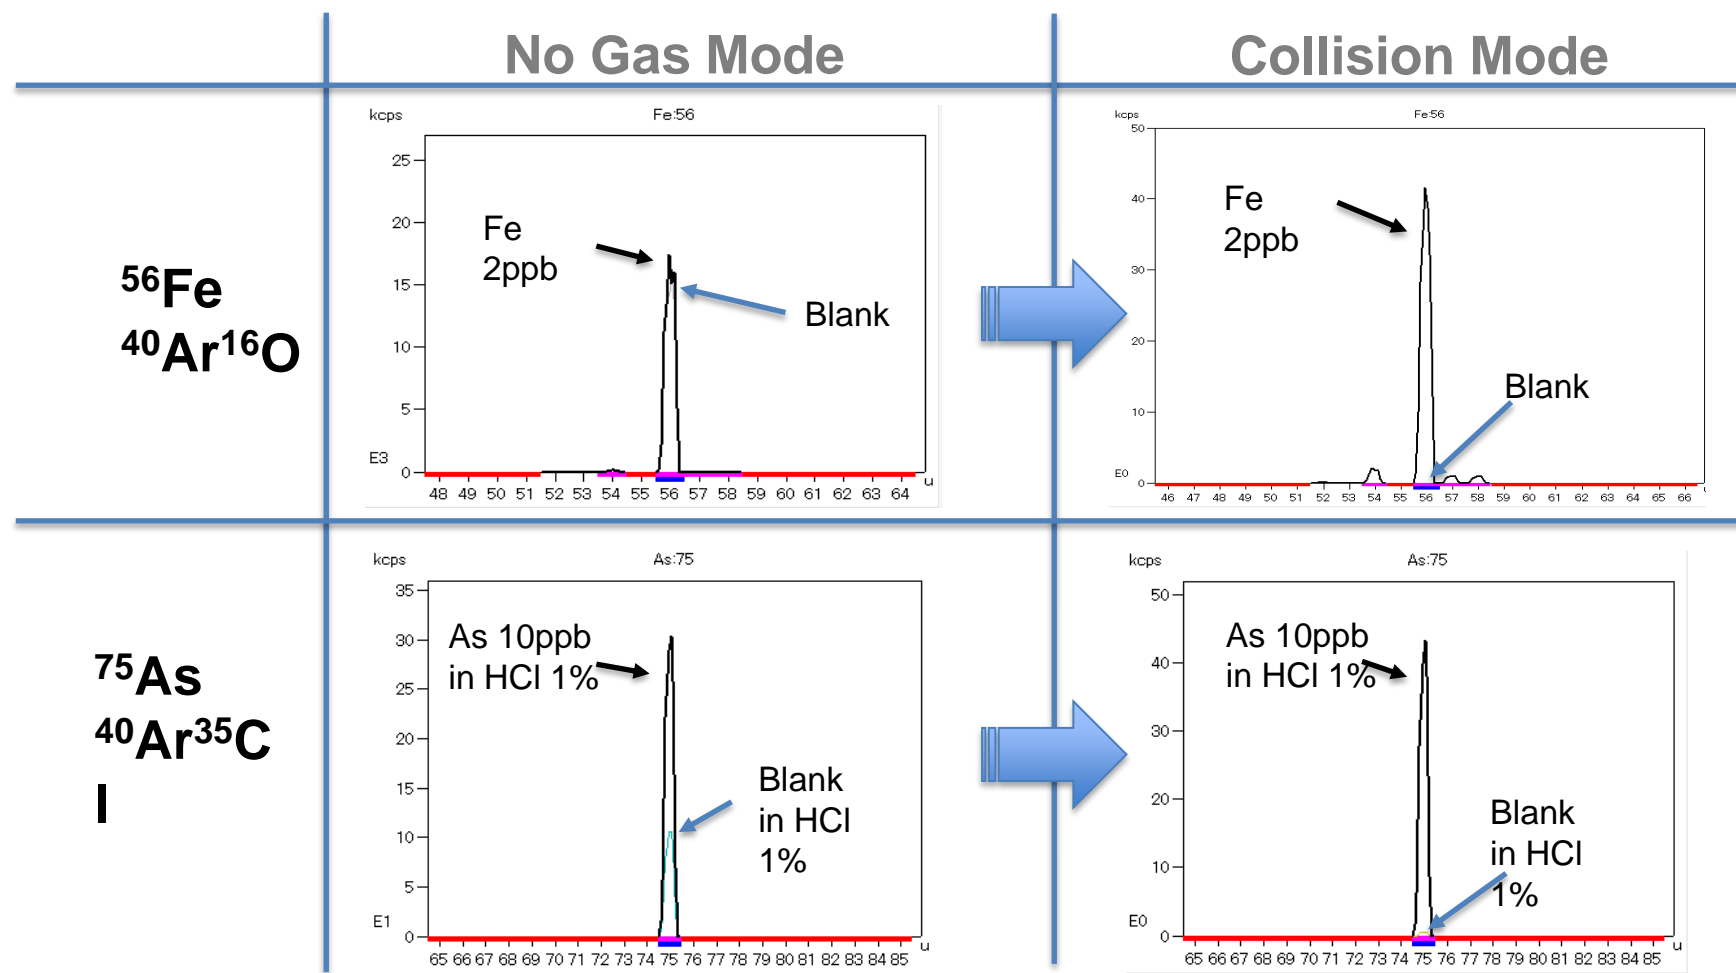 No Gas Mode
Collision Mode
⁵⁶Fe
⁴⁰Ar¹⁶O
kcps
Fe:56
25
20
15
10
5
E3
0
48 49 50 51 52 53 54 55 56 57 58 59 60 61 62 63 64 u
Fe
2ppb
Blank
kcps
Fe:56
50
40
30
20
10
E0
0
46 47 48 49 50 51 52 53 54 55 56 57 58 59 60 61 62 63 64 65 66
Fe
2ppb
Blank
⁷⁵As
⁴⁰Ar³⁵C
l
kcps
As:75
35
30
25
20
15
10
5
E1
0
65 66 67 68 69 70 71 72 73 74 75 76 77 78 79 80 81 82 83 84 85 u
As 10ppb
in HCl 1%
Blank
in HCl
1%
kcps
As:75
50
40
30
20
10
E0
0
65 66 67 68 69 70 71 72 73 74 75 76 77 78 79 80 81 82 83 84 85 u
As 10ppb
in HCl 1%
Blank
in HCl
1%